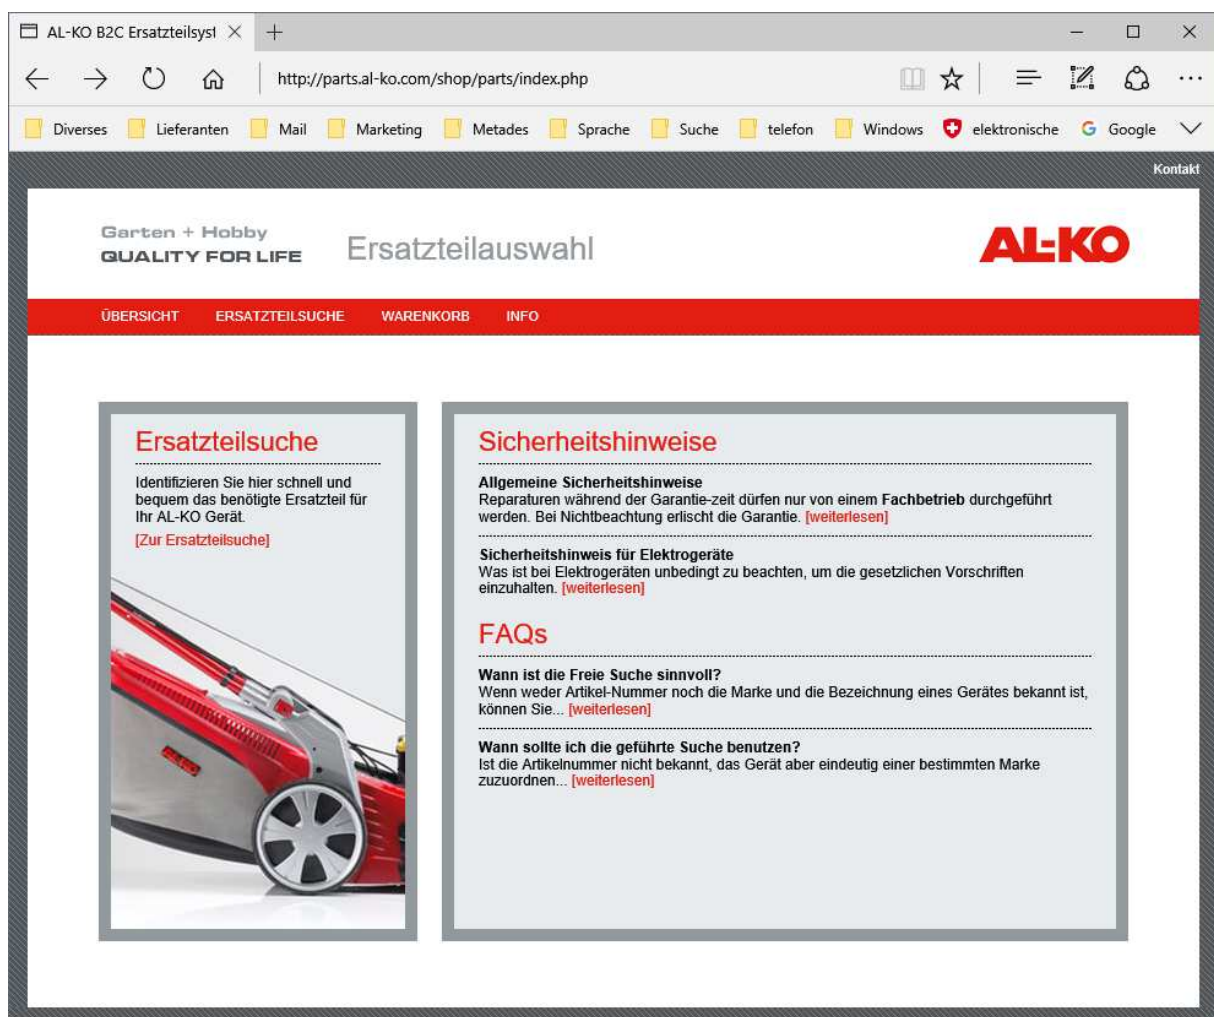 AL-KO B2C Ersatzteilsyst
http://parts.al-ko.com/shop/parts/index.php
Diverses Lieferanten Mail Marketing Metades Sprache Suche telefon Windows elektronische Google
Kontakt
Garten + Hobby
QUALITY FOR LIFE
Ersatzteilauswahl
AL-KO
ÜBERSICHT ERSATZTEILSUCHE WARENKORB INFO
Ersatzteilsuche
Identifizieren Sie hier schnell und
bequem das benötigte Ersatzteil für
Ihr AL-KO Gerät.
[Zur Ersatzteilsuche]
AL-KO
Sicherheitshinweise
Allgemeine Sicherheitshinweise
Reparaturen während der Garantie-zeit dürfen nur von einem Fachbetrieb durchgeführt
werden. Bei Nichtbeachtung erlischt die Garantie. [weiterlesen]
Sicherheitshinweis für Elektrogeräte
Was ist bei Elektrogeräten unbedingt zu beachten, um die gesetzlichen Vorschriften
einzuhalten. [weiterlesen]
FAQs
Wann ist die Freie Suche sinnvoll?
Wenn weder Artikel-Nummer noch die Marke und die Bezeichnung eines Gerätes bekannt ist,
können Sie... [weiterlesen]
Wann sollte ich die geführte Suche benutzen?
Ist die Artikelnummer nicht bekannt, das Gerät aber eindeutig einer bestimmten Marke
zuzuordnen... [weiterlesen]